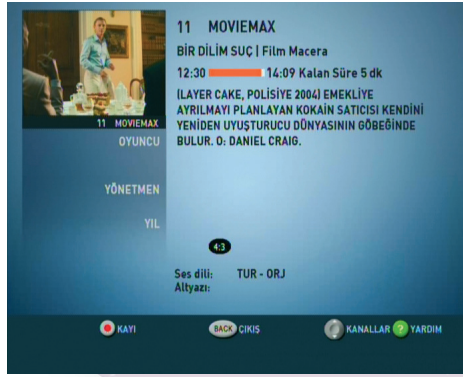 11 MOVIEMAX
BİR DİLİM SUÇ | Film Macera
12:30 14:09 Kalan Süre 5 dk
(LAYER CAKE, POLİSİYE 2004) EMEKLİYE
AYRILMAYI PLANLAYAN KOKAİN SATICISI KENDİNİ
YENİDEN UYUŞTURUCU DÜNYASININ GÖBEĞİNDE
BULUR. O: DANIEL CRAIG.
11 MOVIEMAX
OYUNCU
YÖNETMEN
YIL
4:3
Ses dili: TUR - ORJ
Altyazı:
KAYI
BACK ÇIKIŞ
KANALLAR ? YARDIM